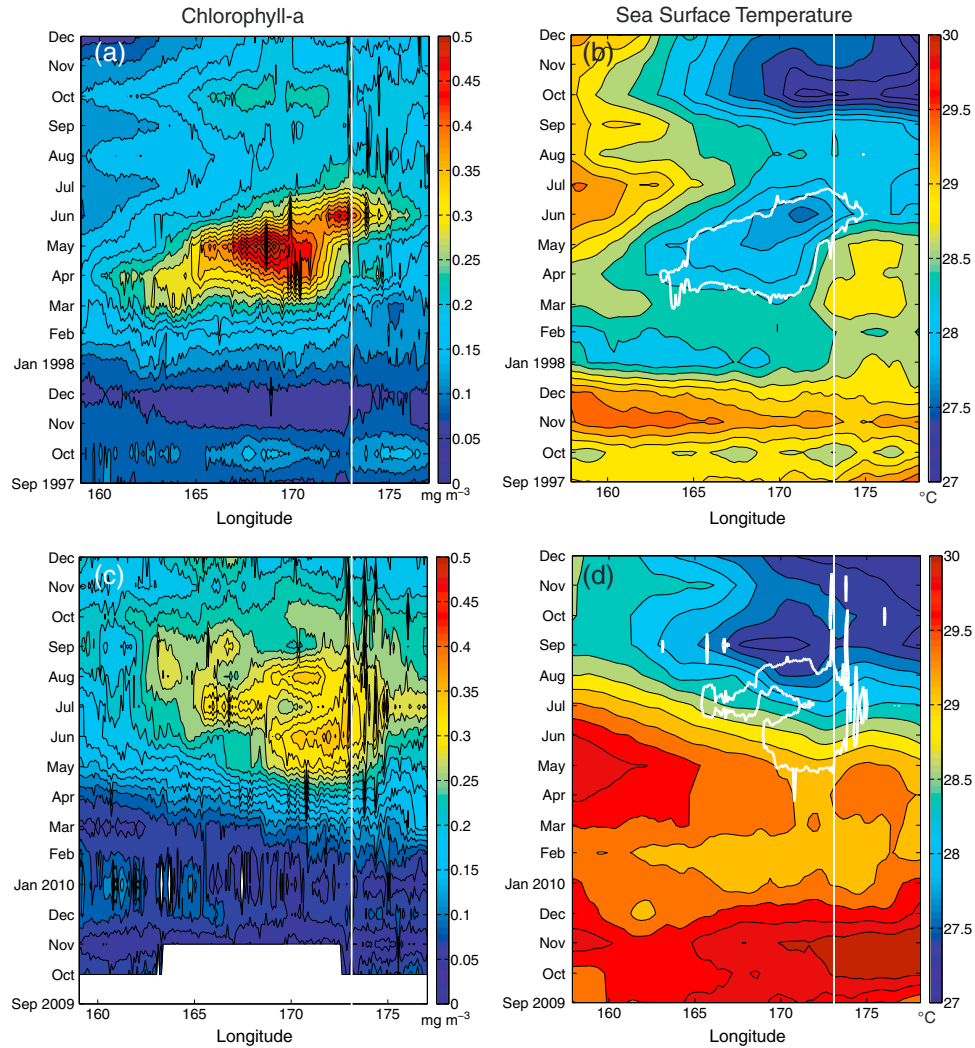 Chlorophyll-a
Sea Surface Temperature
(a)
Dec
Nov
Oct
Sep
Aug
Jul
Jun
May
Apr
Mar
Feb
Jan 1998
Dec
Nov
Oct
Sep 1997
160
165
170
175
Longitude
0.5
0.45
0.4
0.35
0.3
0.25
0.2
0.15
0.1
0.05
0
mg m⁻³
(b)
Dec
Nov
Oct
Sep
Aug
Jul
Jun
May
Apr
Mar
Feb
Jan 1998
Dec
Nov
Oct
Sep 1997
160
165
170
175
Longitude
30
29.5
29
28.5
28
27.5
27
°C
(c)
Dec
Nov
Oct
Sep
Aug
Jul
Jun
May
Apr
Mar
Feb
Jan 2010
Dec
Nov
Oct
Sep 2009
160
165
170
175
Longitude
0.5
0.45
0.4
0.35
0.3
0.25
0.2
0.15
0.1
0.05
0
mg m⁻³
(d)
Dec
Nov
Oct
Sep
Aug
Jul
Jun
May
Apr
Mar
Feb
Jan 2010
Dec
Nov
Oct
Sep 2009
160
165
170
175
Longitude
30
29.5
29
28.5
28
27.5
27
°C